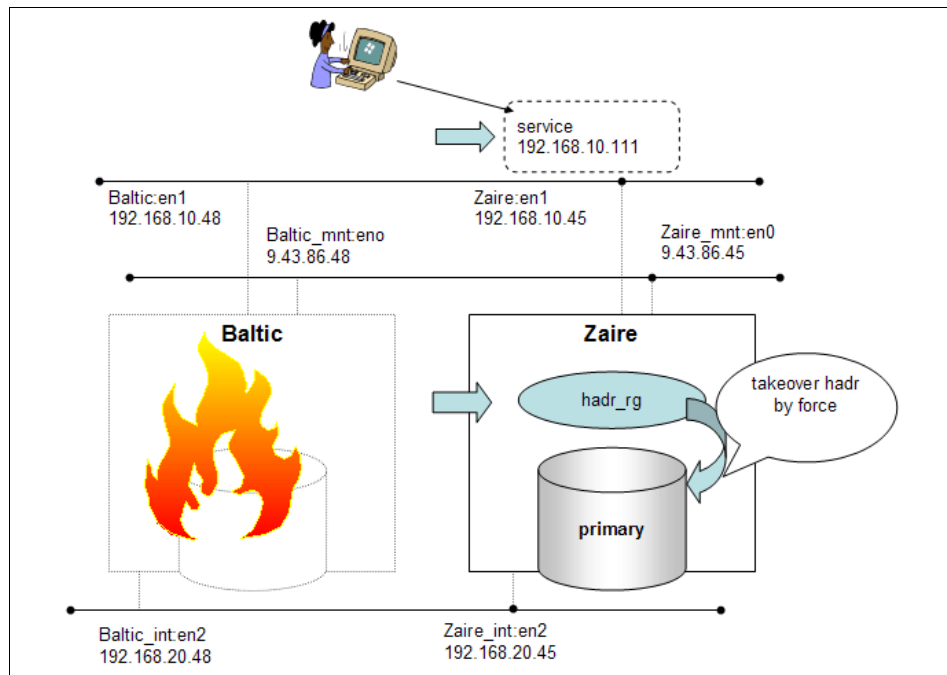 service
192.168.10.111
Baltic:en1
192.168.10.48
Zaire:en1
192.168.10.45
Baltic_mnt:eno
9.43.86.48
Zaire_mnt:en0
9.43.86.45
Baltic
Zaire
hadr_rg
takeover hadr
by force
primary
Baltic_int:en2
192.168.20.48
Zaire_int:en2
192.168.20.45